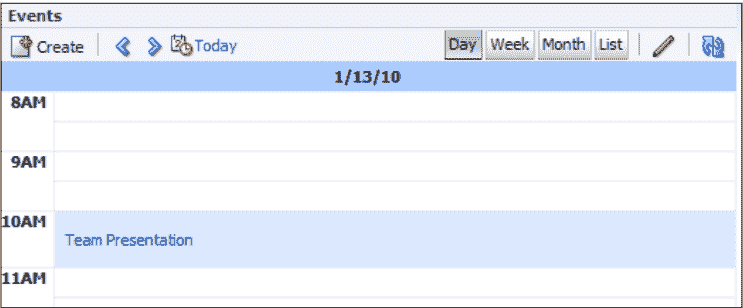 Events
Create Today Day Week Month List
1/13/10
8AM
9AM
10AM
Team Presentation
11AM